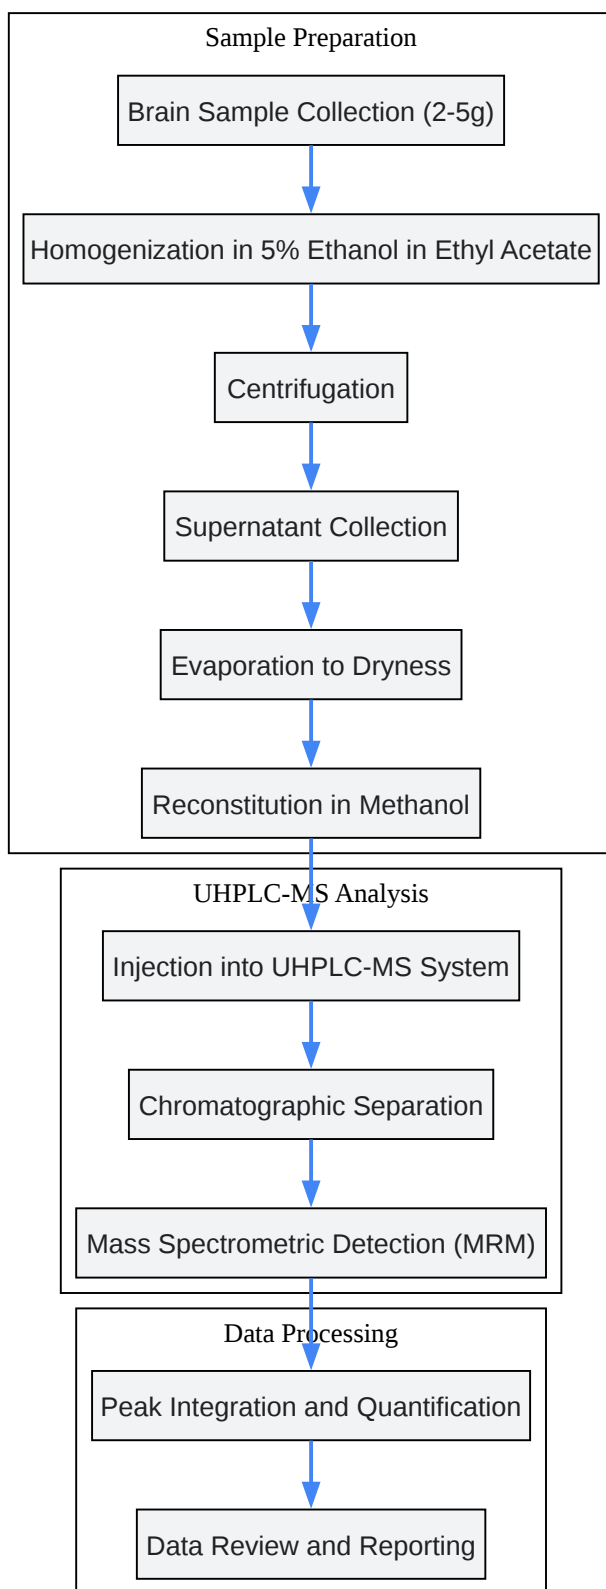 Sample Preparation
Brain Sample Collection (2-5g)
Homogenization in 5% Ethanol in Ethyl Acetate
Centrifugation
Supernatant Collection
Evaporation to Dryness
Reconstitution in Methanol
UHPLC-MS Analysis
Injection into UHPLC-MS System
Chromatographic Separation
Mass Spectrometric Detection (MRM)
Data Processing
Peak Integration and Quantification
Data Review and Reporting